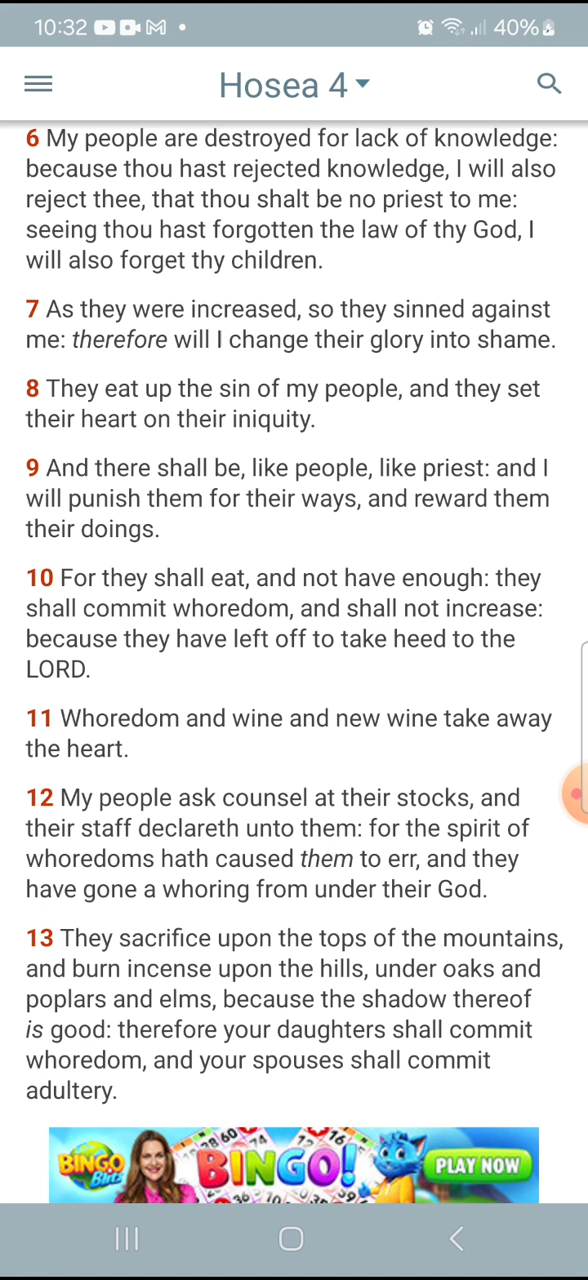 10:32 40%
Hosea 4
6 My people are destroyed for lack of knowledge:
because thou hast rejected knowledge, I will also
reject thee, that thou shalt be no priest to me:
seeing thou hast forgotten the law of thy God, I
will also forget thy children.
7 As they were increased, so they sinned against
me: therefore will I change their glory into shame.
8 They eat up the sin of my people, and they set
their heart on their iniquity.
9 And there shall be, like people, like priest: and I
will punish them for their ways, and reward them
their doings.
10 For they shall eat, and not have enough: they
shall commit whoredom, and shall not increase:
because they have left off to take heed to the
LORD.
11 Whoredom and wine and new wine take away
the heart.
12 My people ask counsel at their stocks, and
their staff declareth unto them: for the spirit of
whoredoms hath caused them to err, and they
have gone a whoring from under their God.
13 They sacrifice upon the tops of the mountains,
and burn incense upon the hills, under oaks and
poplars and elms, because the shadow thereof
is good: therefore your daughters shall commit
whoredom, and your spouses shall commit
adultery.
BINGO
Blitz
BINGO!
PLAY NOW